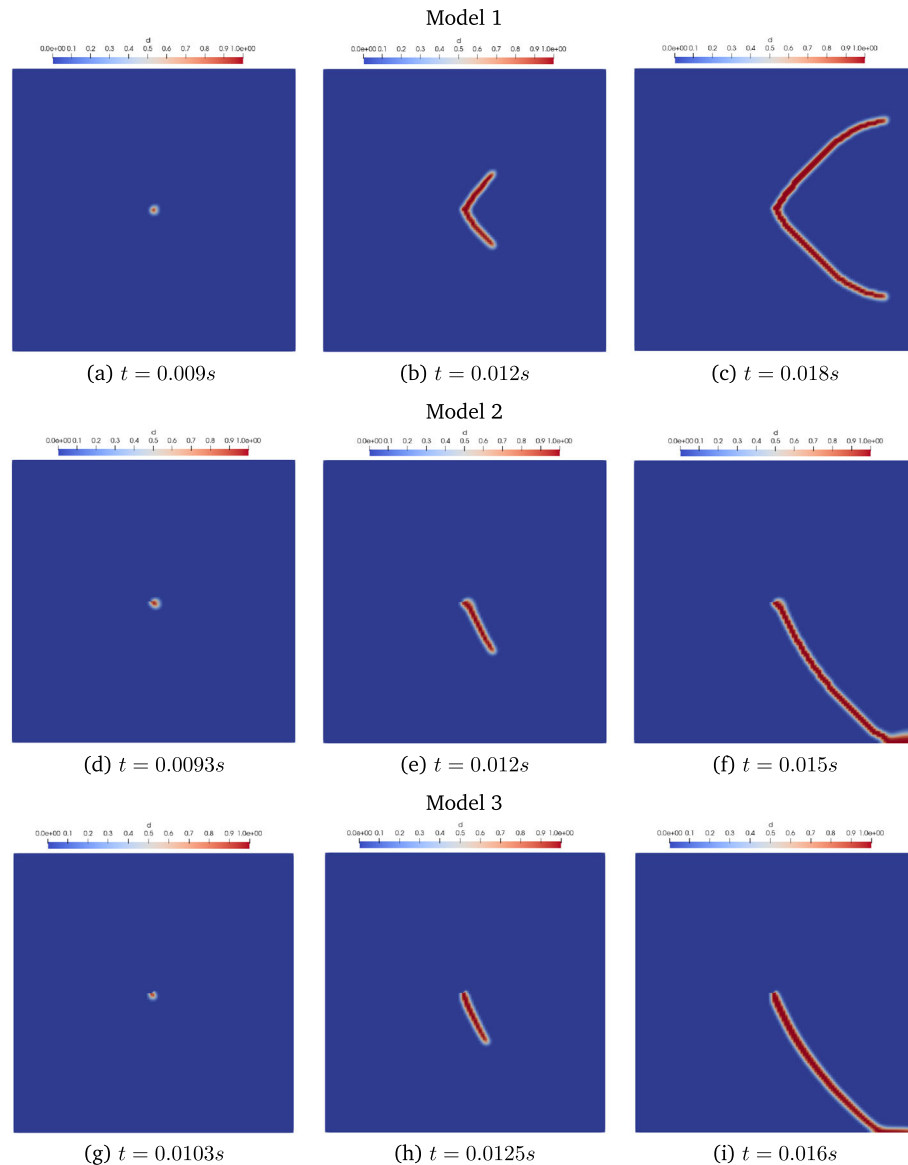 Model 1
d d d
0.0e+00 0.1 0.2 0.3 0.4 0.5 0.6 0.7 0.8 0.9 1.0e+00 0.0e+00 0.1 0.2 0.3 0.4 0.5 0.6 0.7 0.8 0.9 1.0e+00 0.0e+00 0.1 0.2 0.3 0.4 0.5 0.6 0.7 0.8 0.9 1.0e+00
(a) t = 0.009s (b) t = 0.012s (c) t = 0.018s
Model 2
d d d
0.0e+00 0.1 0.2 0.3 0.4 0.5 0.6 0.7 0.8 0.9 1.0e+00 0.0e+00 0.1 0.2 0.3 0.4 0.5 0.6 0.7 0.8 0.9 1.0e+00 0.0e+00 0.1 0.2 0.3 0.4 0.5 0.6 0.7 0.8 0.9 1.0e+00
(d) t = 0.0093s (e) t = 0.012s (f) t = 0.015s
Model 3
d d d
0.0e+00 0.1 0.2 0.3 0.4 0.5 0.6 0.7 0.8 0.9 1.0e+00 0.0e+00 0.1 0.2 0.3 0.4 0.5 0.6 0.7 0.8 0.9 1.0e+00 0.0e+00 0.1 0.2 0.3 0.4 0.5 0.6 0.7 0.8 0.9 1.0e+00
(g) t = 0.0103s (h) t = 0.0125s (i) t = 0.016s